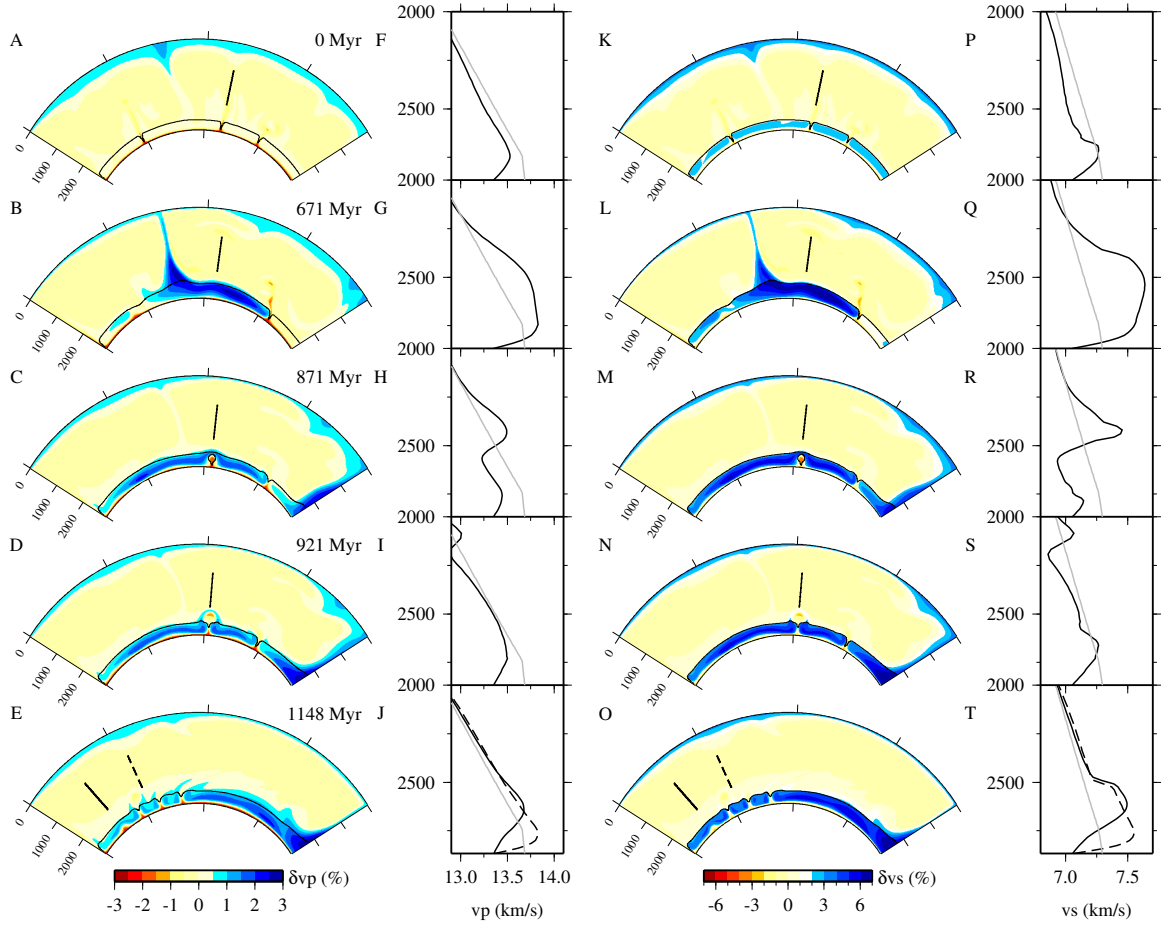 A 0 Myr F 2000 K P 2000
2500 2500
0 1000 2000 0 1000 2000
B 671 Myr G 2000 L Q 2000
2500 2500
0 1000 2000 0 1000 2000
C 871 Myr H 2000 M R 2000
2500 2500
0 1000 2000 0 1000 2000
D 921 Myr I 2000 N S 2000
2500 2500
0 1000 2000 0 1000 2000
E 1148 Myr J 2000 O T 2000
2500 2500
0 1000 2000 0 1000 2000
δvp (%) 13.0 13.5 14.0 δvs (%) 7.0 7.5
-3 -2 -1 0 1 2 3 -6 -3 0 3 6
vp (km/s) vs (km/s)